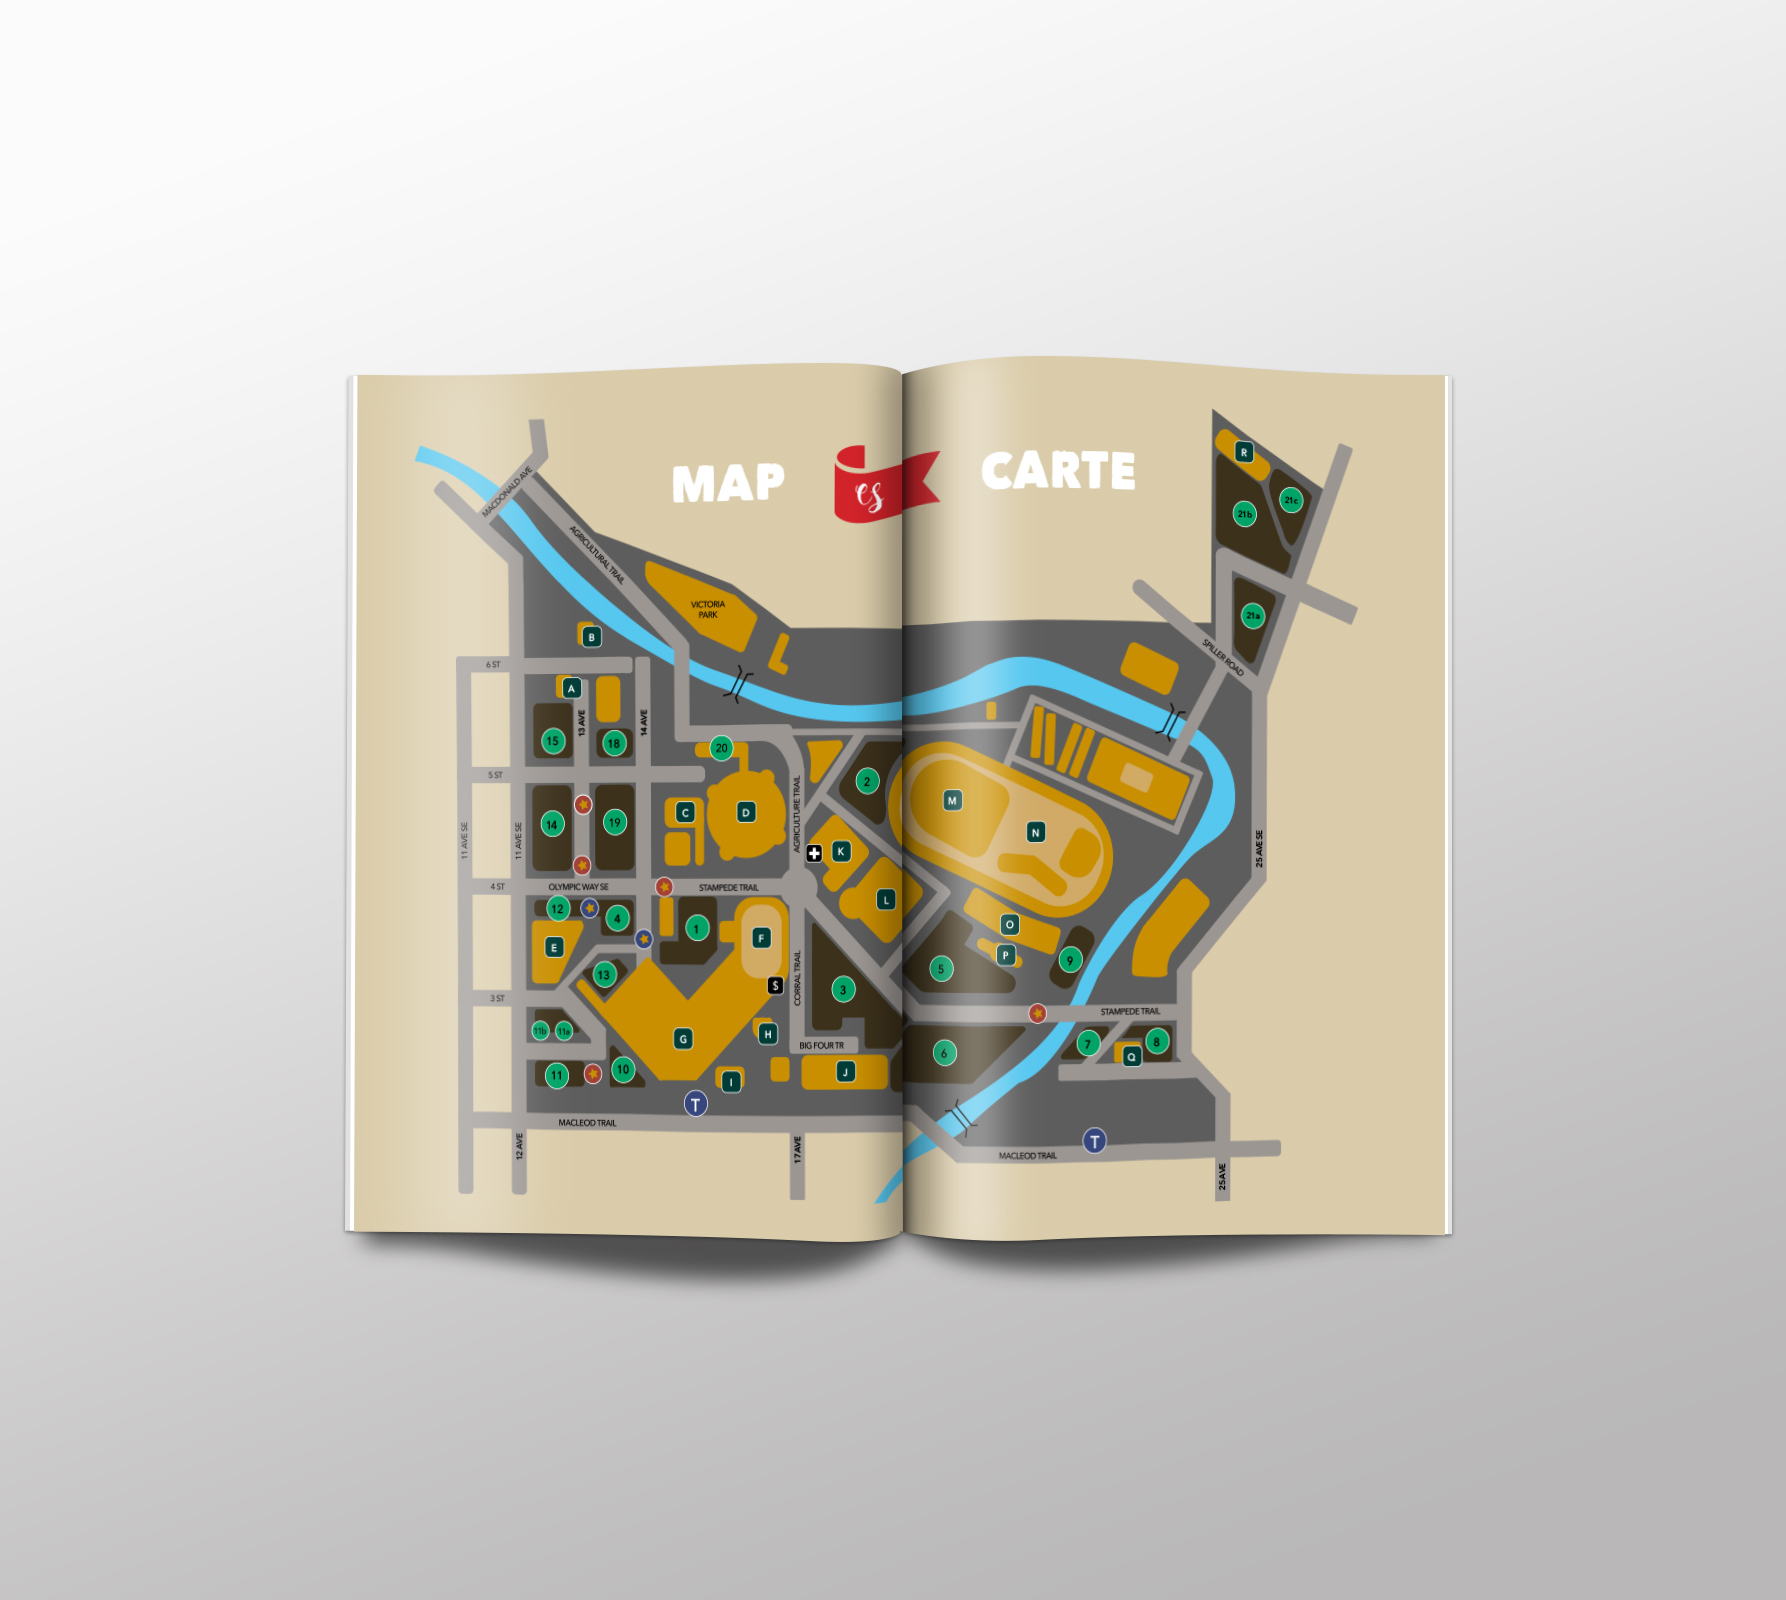 MAP
CARTE
cs
R
21c
21b
MACDONALD AVE
AGRICULTURAL TRAIL
VICTORIA
PARK
21a
B
SPILLER ROAD
6 ST
A
13 AVE
14 AVE
15
18
20
5 ST
2
AGRICULTURE TRAIL
M
C
D
14
19
N
11 AVE SE
11 AVE SE
25 AVE SE
K
4 ST
OLYMPIC WAY SE
STAMPEDE TRAIL
L
12
4
1
F
O
E
P
9
5
13
CORRAL TRAIL
$
3
3 ST
STAMPEDE TRAIL
11b
11a
G
H
BIG FOUR TR
6
7
8
Q
11
10
I
J
T
MACLEOD TRAIL
T
12 AVE
17 AVE
MACLEOD TRAIL
25 AVE